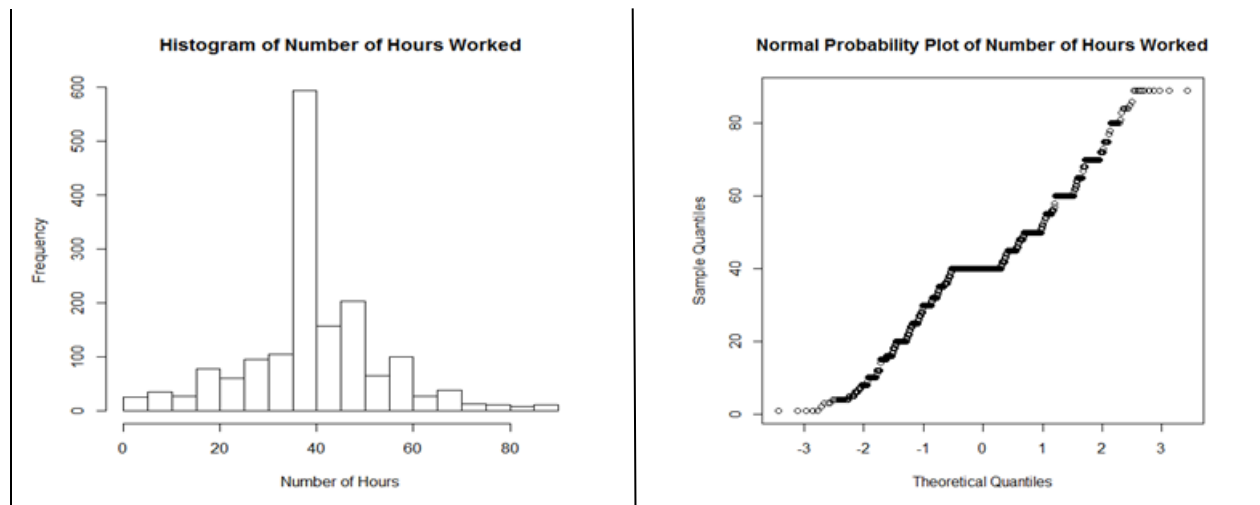 Histogram of Number of Hours Worked
Frequency
0
100
200
300
400
500
600
0 20 40 60 80
Number of Hours
Normal Probability Plot of Number of Hours Worked
Sample Quantiles
0
20
40
60
80
-3 -2 -1 0 1 2 3
Theoretical Quantiles